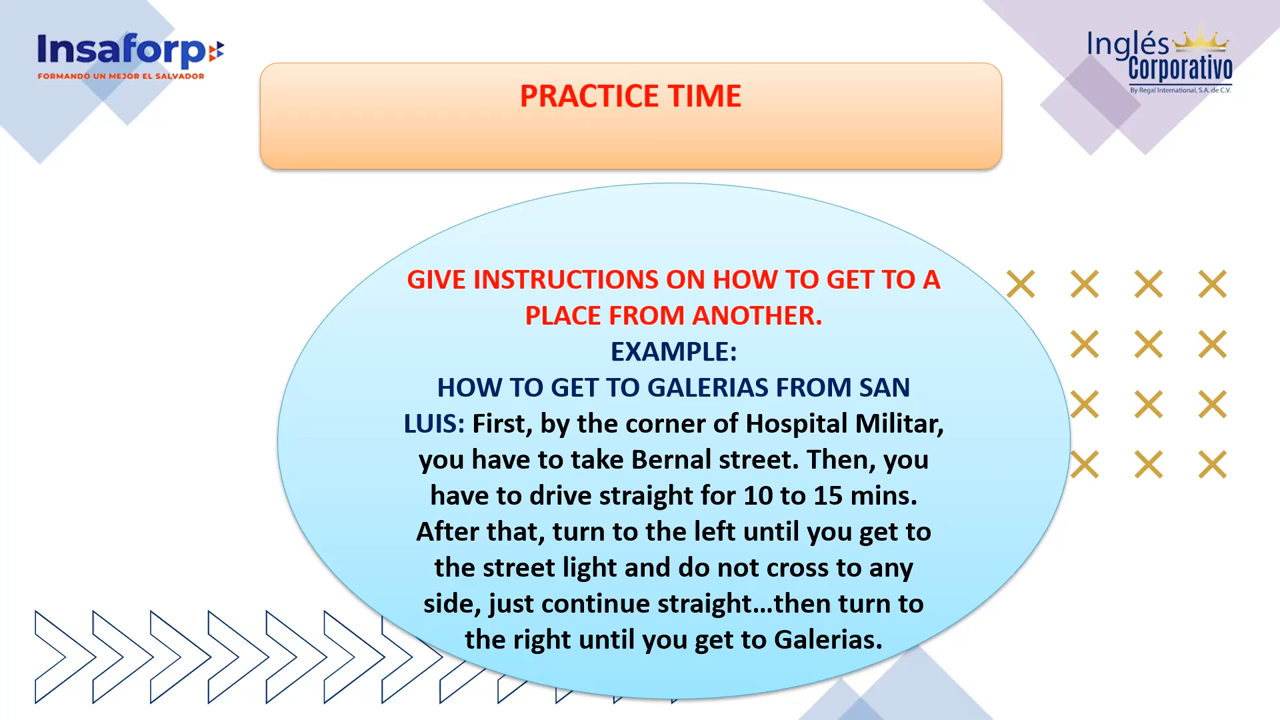 Insaforp
FORMANDO UN MEJOR EL SALVADOR
Inglés
Corporativo
By Regal International, S.A. de C.V.
PRACTICE TIME
GIVE INSTRUCTIONS ON HOW TO GET TO A
PLACE FROM ANOTHER.
EXAMPLE:
HOW TO GET TO GALERIAS FROM SAN
LUIS: First, by the corner of Hospital Militar,
you have to take Bernal street. Then, you
have to drive straight for 10 to 15 mins.
After that, turn to the left until you get to
the street light and do not cross to any
side, just continue straight...then turn to
the right until you get to Galerias.